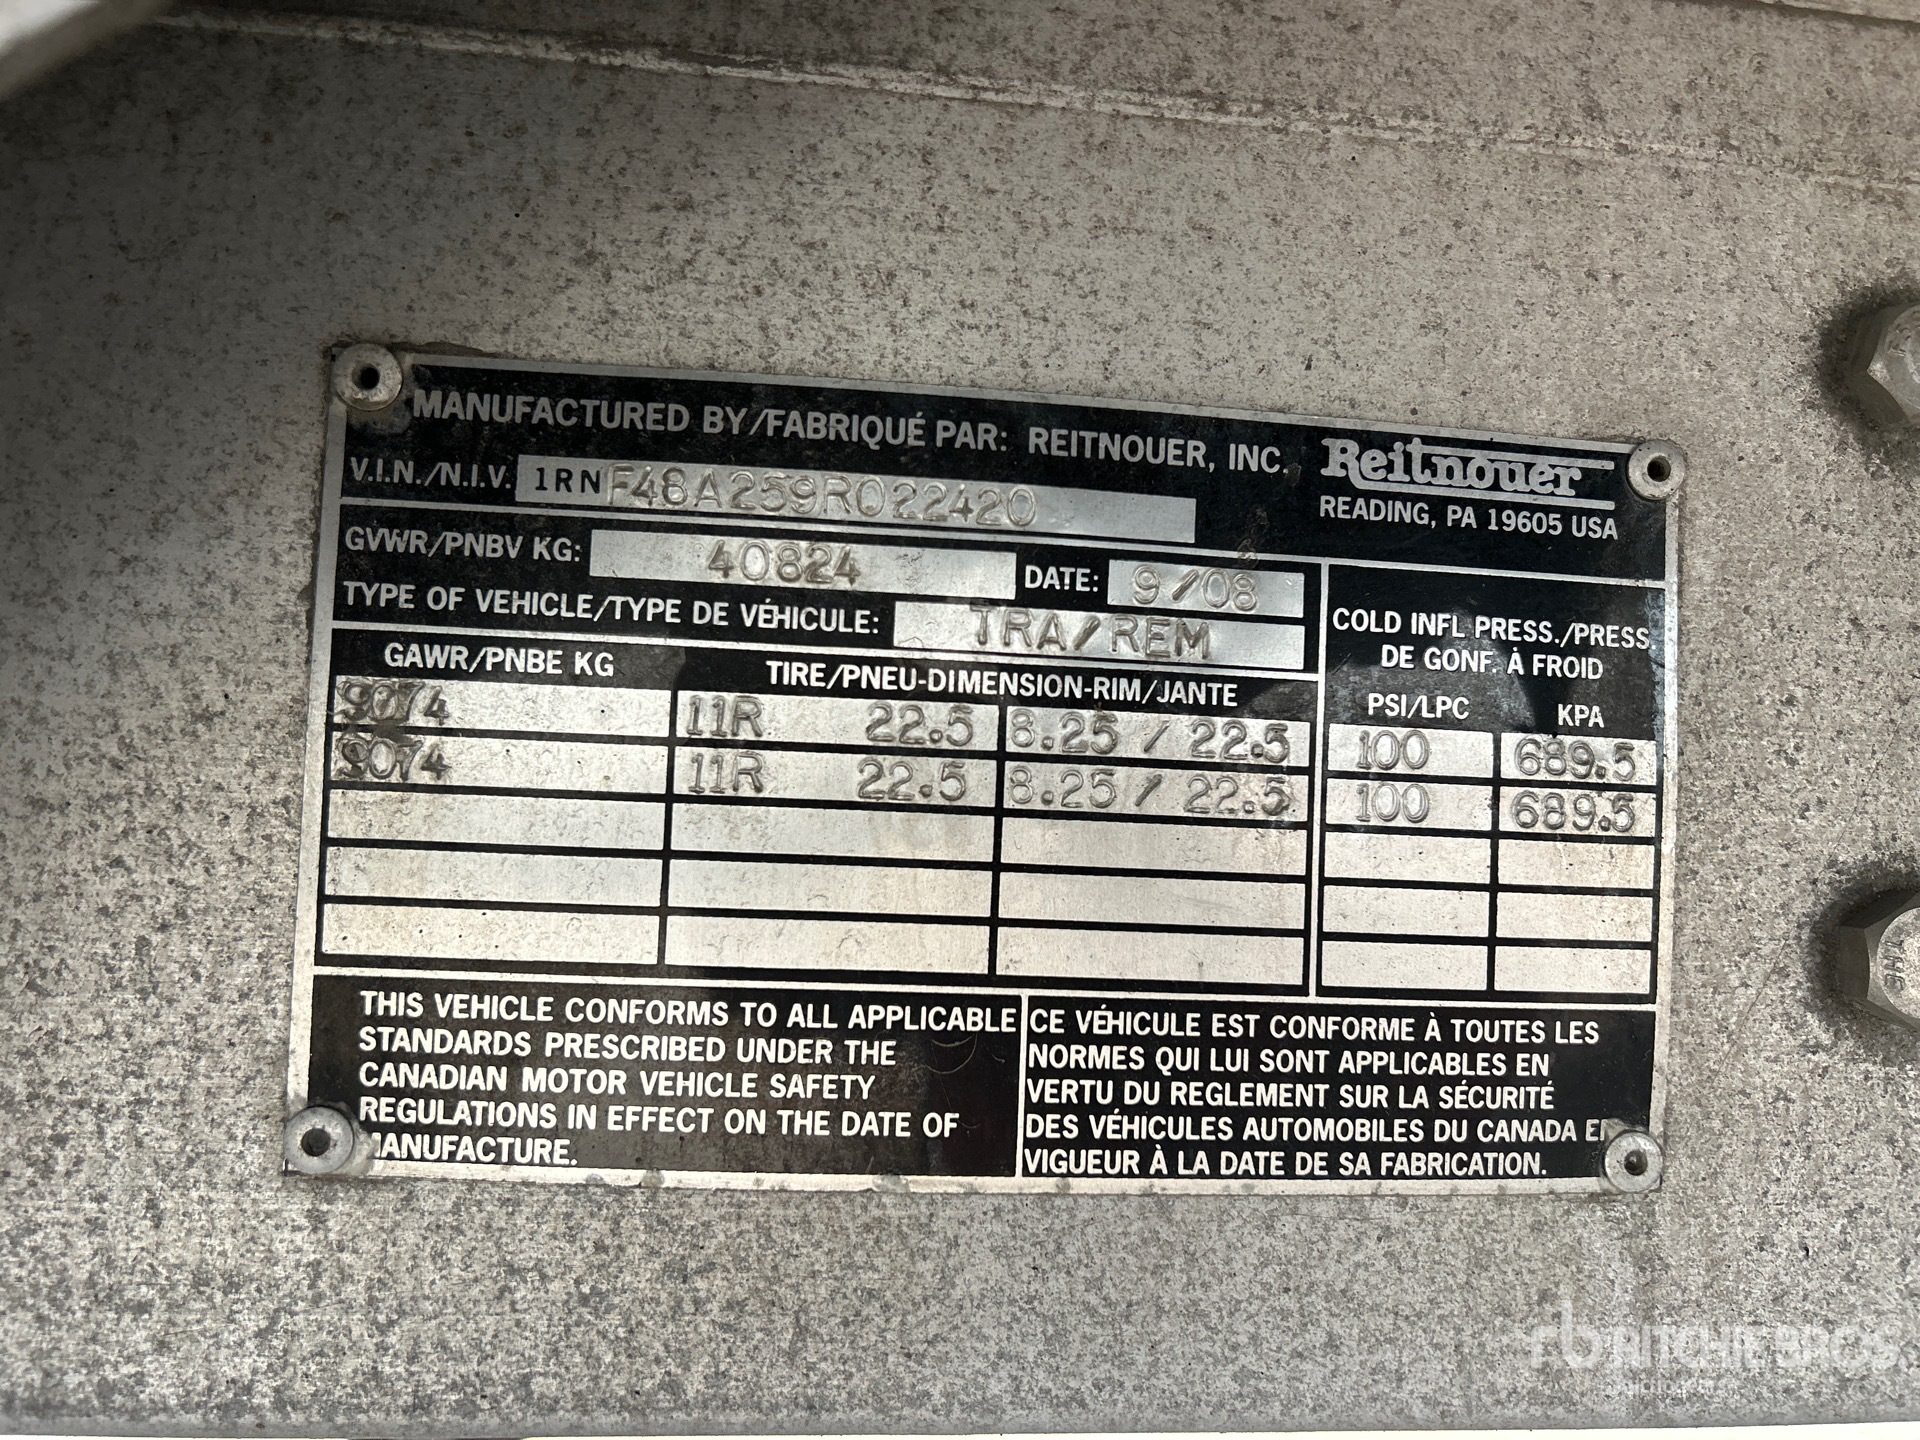 MANUFACTURED BY/FABRIQUÉ PAR: REITNOUER, INC.
Reitnouer
READING, PA 19605 USA
V.I.N./N.I.V. 1RNF48A259R022420
GVWR/PNBV KG: 40824 DATE: 9/08
TYPE OF VEHICLE/TYPE DE VÉHICULE: TRA/REM
COLD INFL PRESS./PRESS.
DE GONF. À FROID
GAWR/PNBE KG TIRE/PNEU-DIMENSION-RIM/JANTE PSI/LPC KPA
9074 11R 22.5 8.25 / 22.5 100 689.5
9074 11R 22.5 8.25 / 22.5 100 689.5
THIS VEHICLE CONFORMS TO ALL APPLICABLE
STANDARDS PRESCRIBED UNDER THE
CANADIAN MOTOR VEHICLE SAFETY
REGULATIONS IN EFFECT ON THE DATE OF
MANUFACTURE.
CE VÉHICULE EST CONFORME À TOUTES LES
NORMES QUI LUI SONT APPLICABLES EN
VERTU DU REGLEMENT SUR LA SÉCURITÉ
DES VÉHICULES AUTOMOBILES DU CANADA EN
VIGUEUR À LA DATE DE SA FABRICATION.
rb RITCHIE BROS.